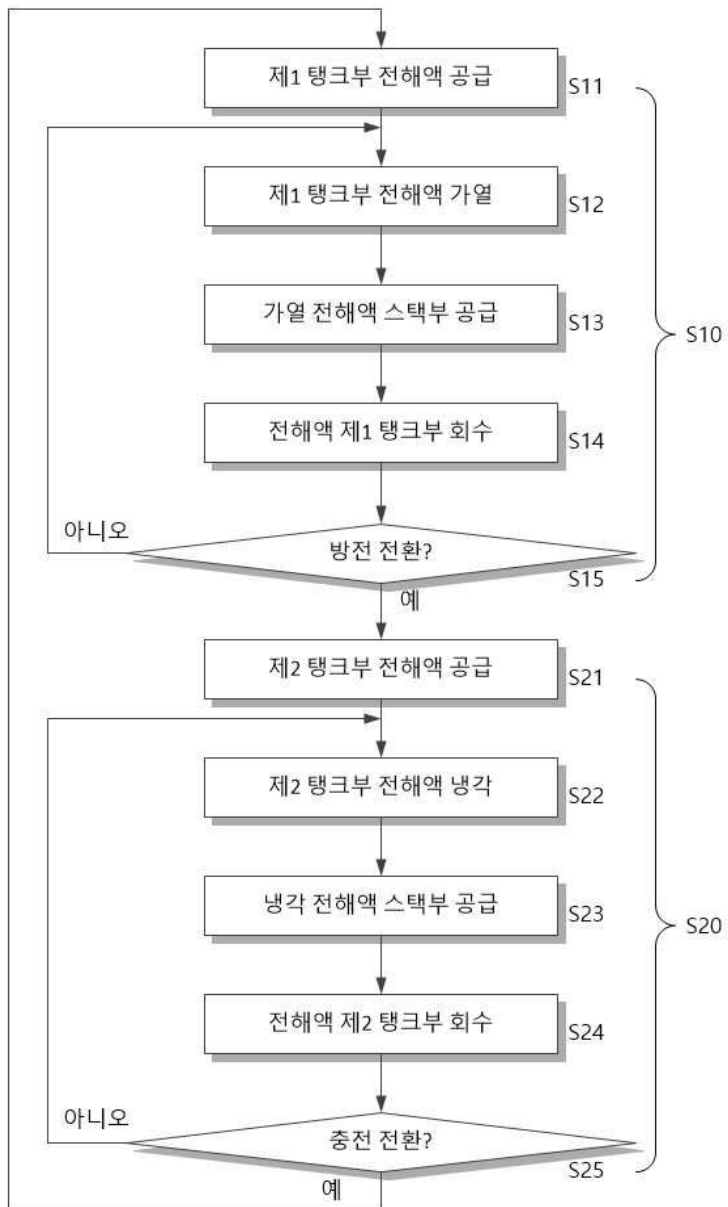 제1 탱크부 전해액 공급
S11
제1 탱크부 전해액 가열
S12
가열 전해액 스택부 공급
S13
S10
전해액 제1 탱크부 회수
S14
아니오
방전 전환?
S15
예
제2 탱크부 전해액 공급
S21
제2 탱크부 전해액 냉각
S22
냉각 전해액 스택부 공급
S23
S20
전해액 제2 탱크부 회수
S24
아니오
충전 전환?
S25
예